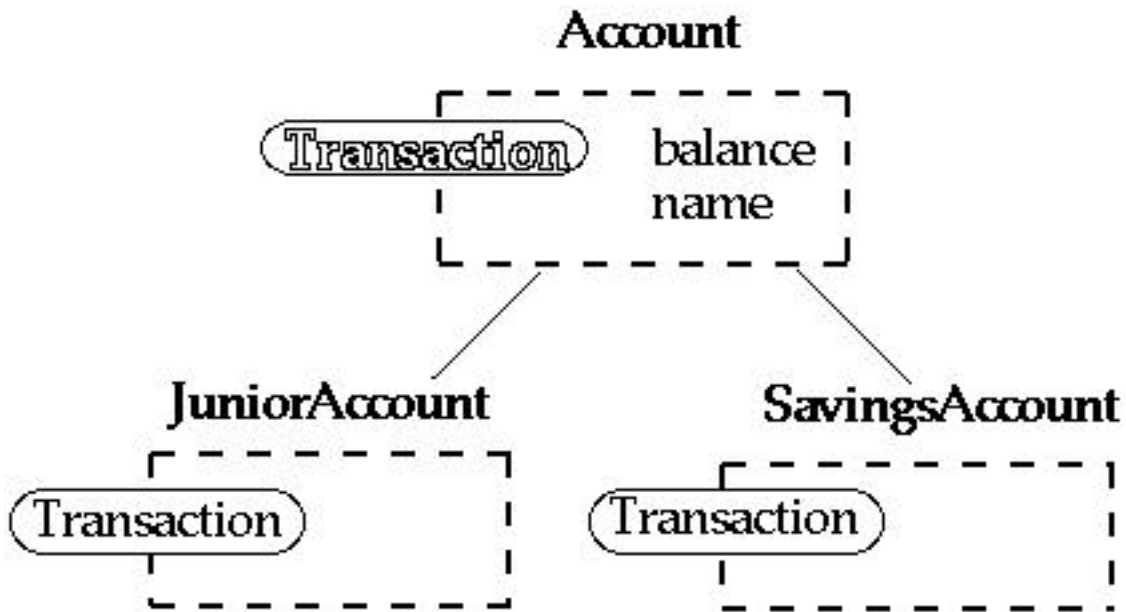 Account
Transaction balance
name
JuniorAccount
SavingsAccount
Transaction
Transaction